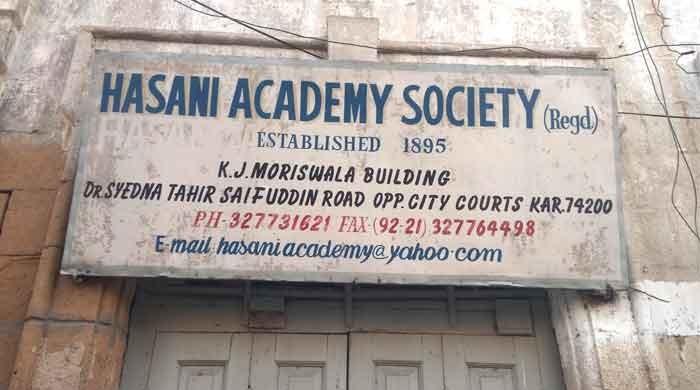 HASANI ACADEMY SOCIETY (Regd)
ESTABLISHED 1895
K.J. MORISWALA BUILDING
DR. SYEDNA TAHIR SAIFUDDIN ROAD OPP. CITY COURTS KAR. 74200
PH-327731621 FAX-(92-21) 327764498
E-mail hasaniacademy@yahoo.com